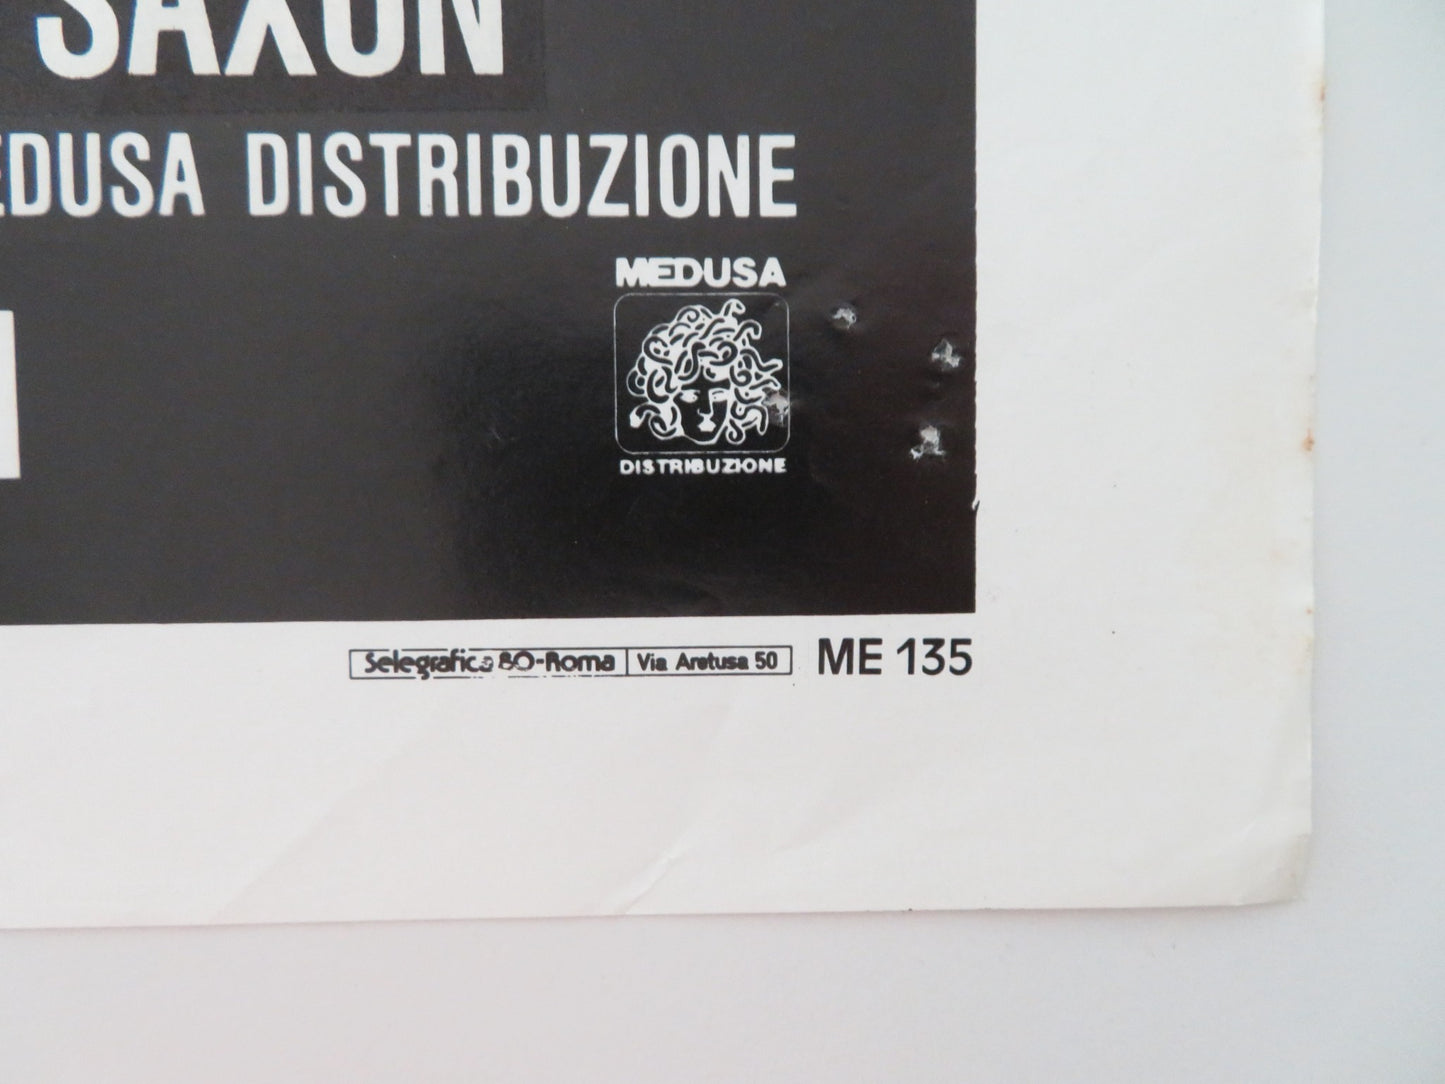 SAXON
EDUSA DISTRIBUZIONE
MEDUSA
DISTRIBUZIONE
Selegrafica 80-Roma Via Aretusa 50 ME 135